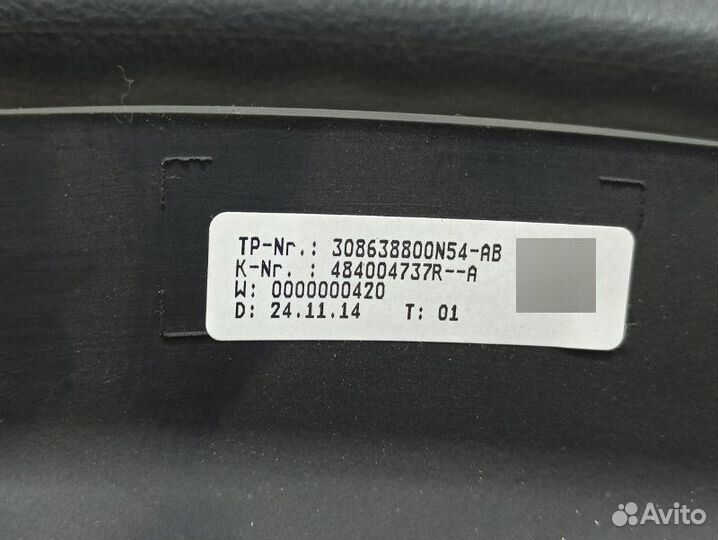 TP-Nr.: 308638800N54-AB
K-Nr. : 484004737R--A
W: 0000000420
D: 24.11.14 T: 01
Avito